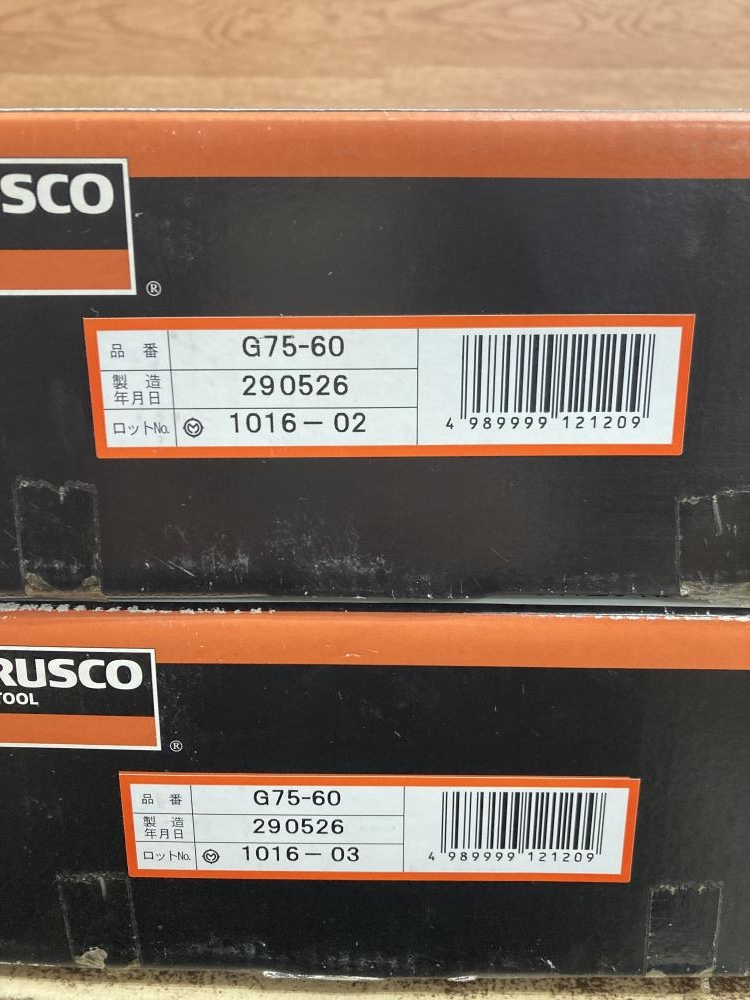 SCO
®
品番 G75-60
製造年月日 290526
ロットNo. 1016-02
4 989999 121209
RUSCO
TOOL
®
品番 G75-60
製造年月日 290526
ロットNo. 1016-03
4 989999 121209